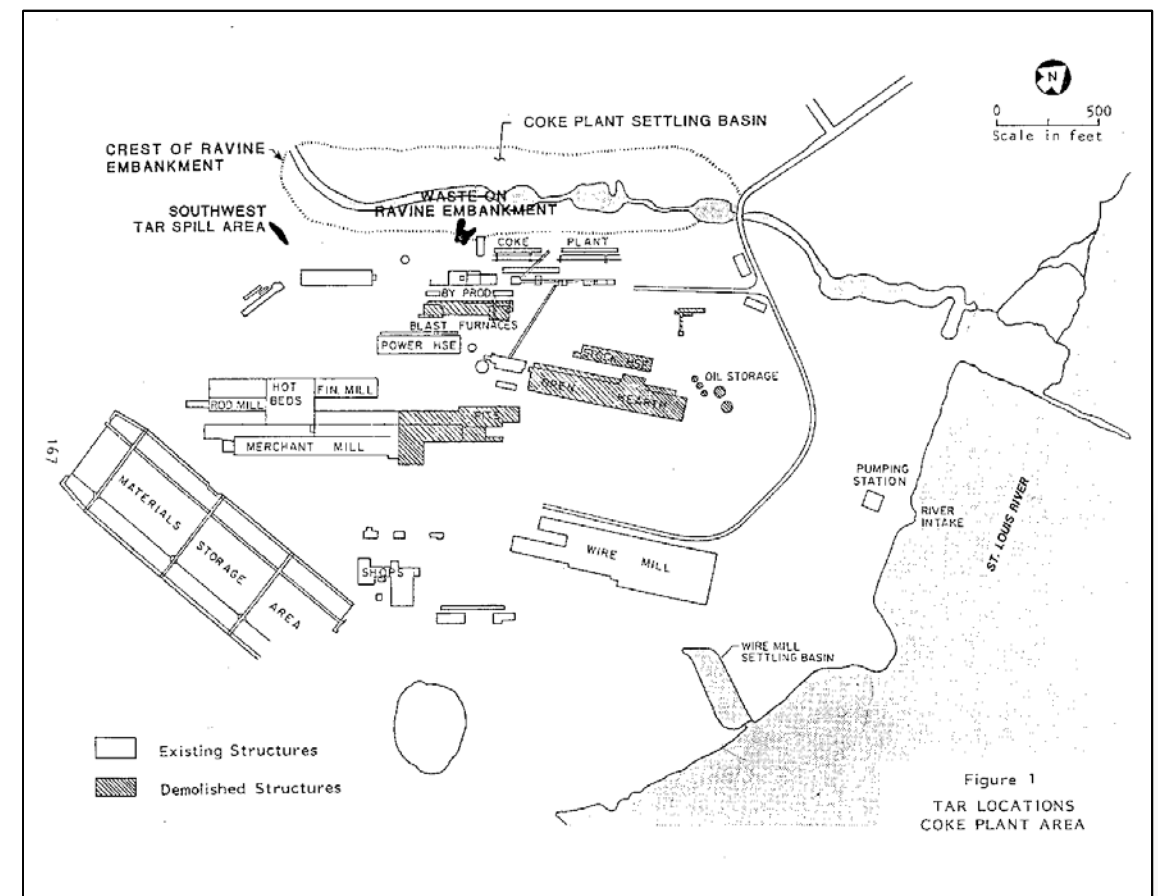 N
0 500
Scale in feet
COKE PLANT SETTLING BASIN
CREST OF RAVINE
EMBANKMENT
WASTE ON
RAVINE EMBANKMENT
SOUTHWEST
TAR SPILL AREA
COKE PLANT
BY PROD
BLAST FURNACES
POWER HSE
STOCK HSE
OPEN HEARTH
OIL STORAGE
HOT
BEDS
FIN. MILL
ROD MILL
PITS
MERCHANT MILL
167
MATERIALS
STORAGE
AREA
PUMPING
STATION
RIVER
INTAKE
ST. LOUIS RIVER
WIRE MILL
SHOPS
WIRE MILL
SETTLING BASIN
Existing Structures
Demolished Structures
Figure 1
TAR LOCATIONS
COKE PLANT AREA